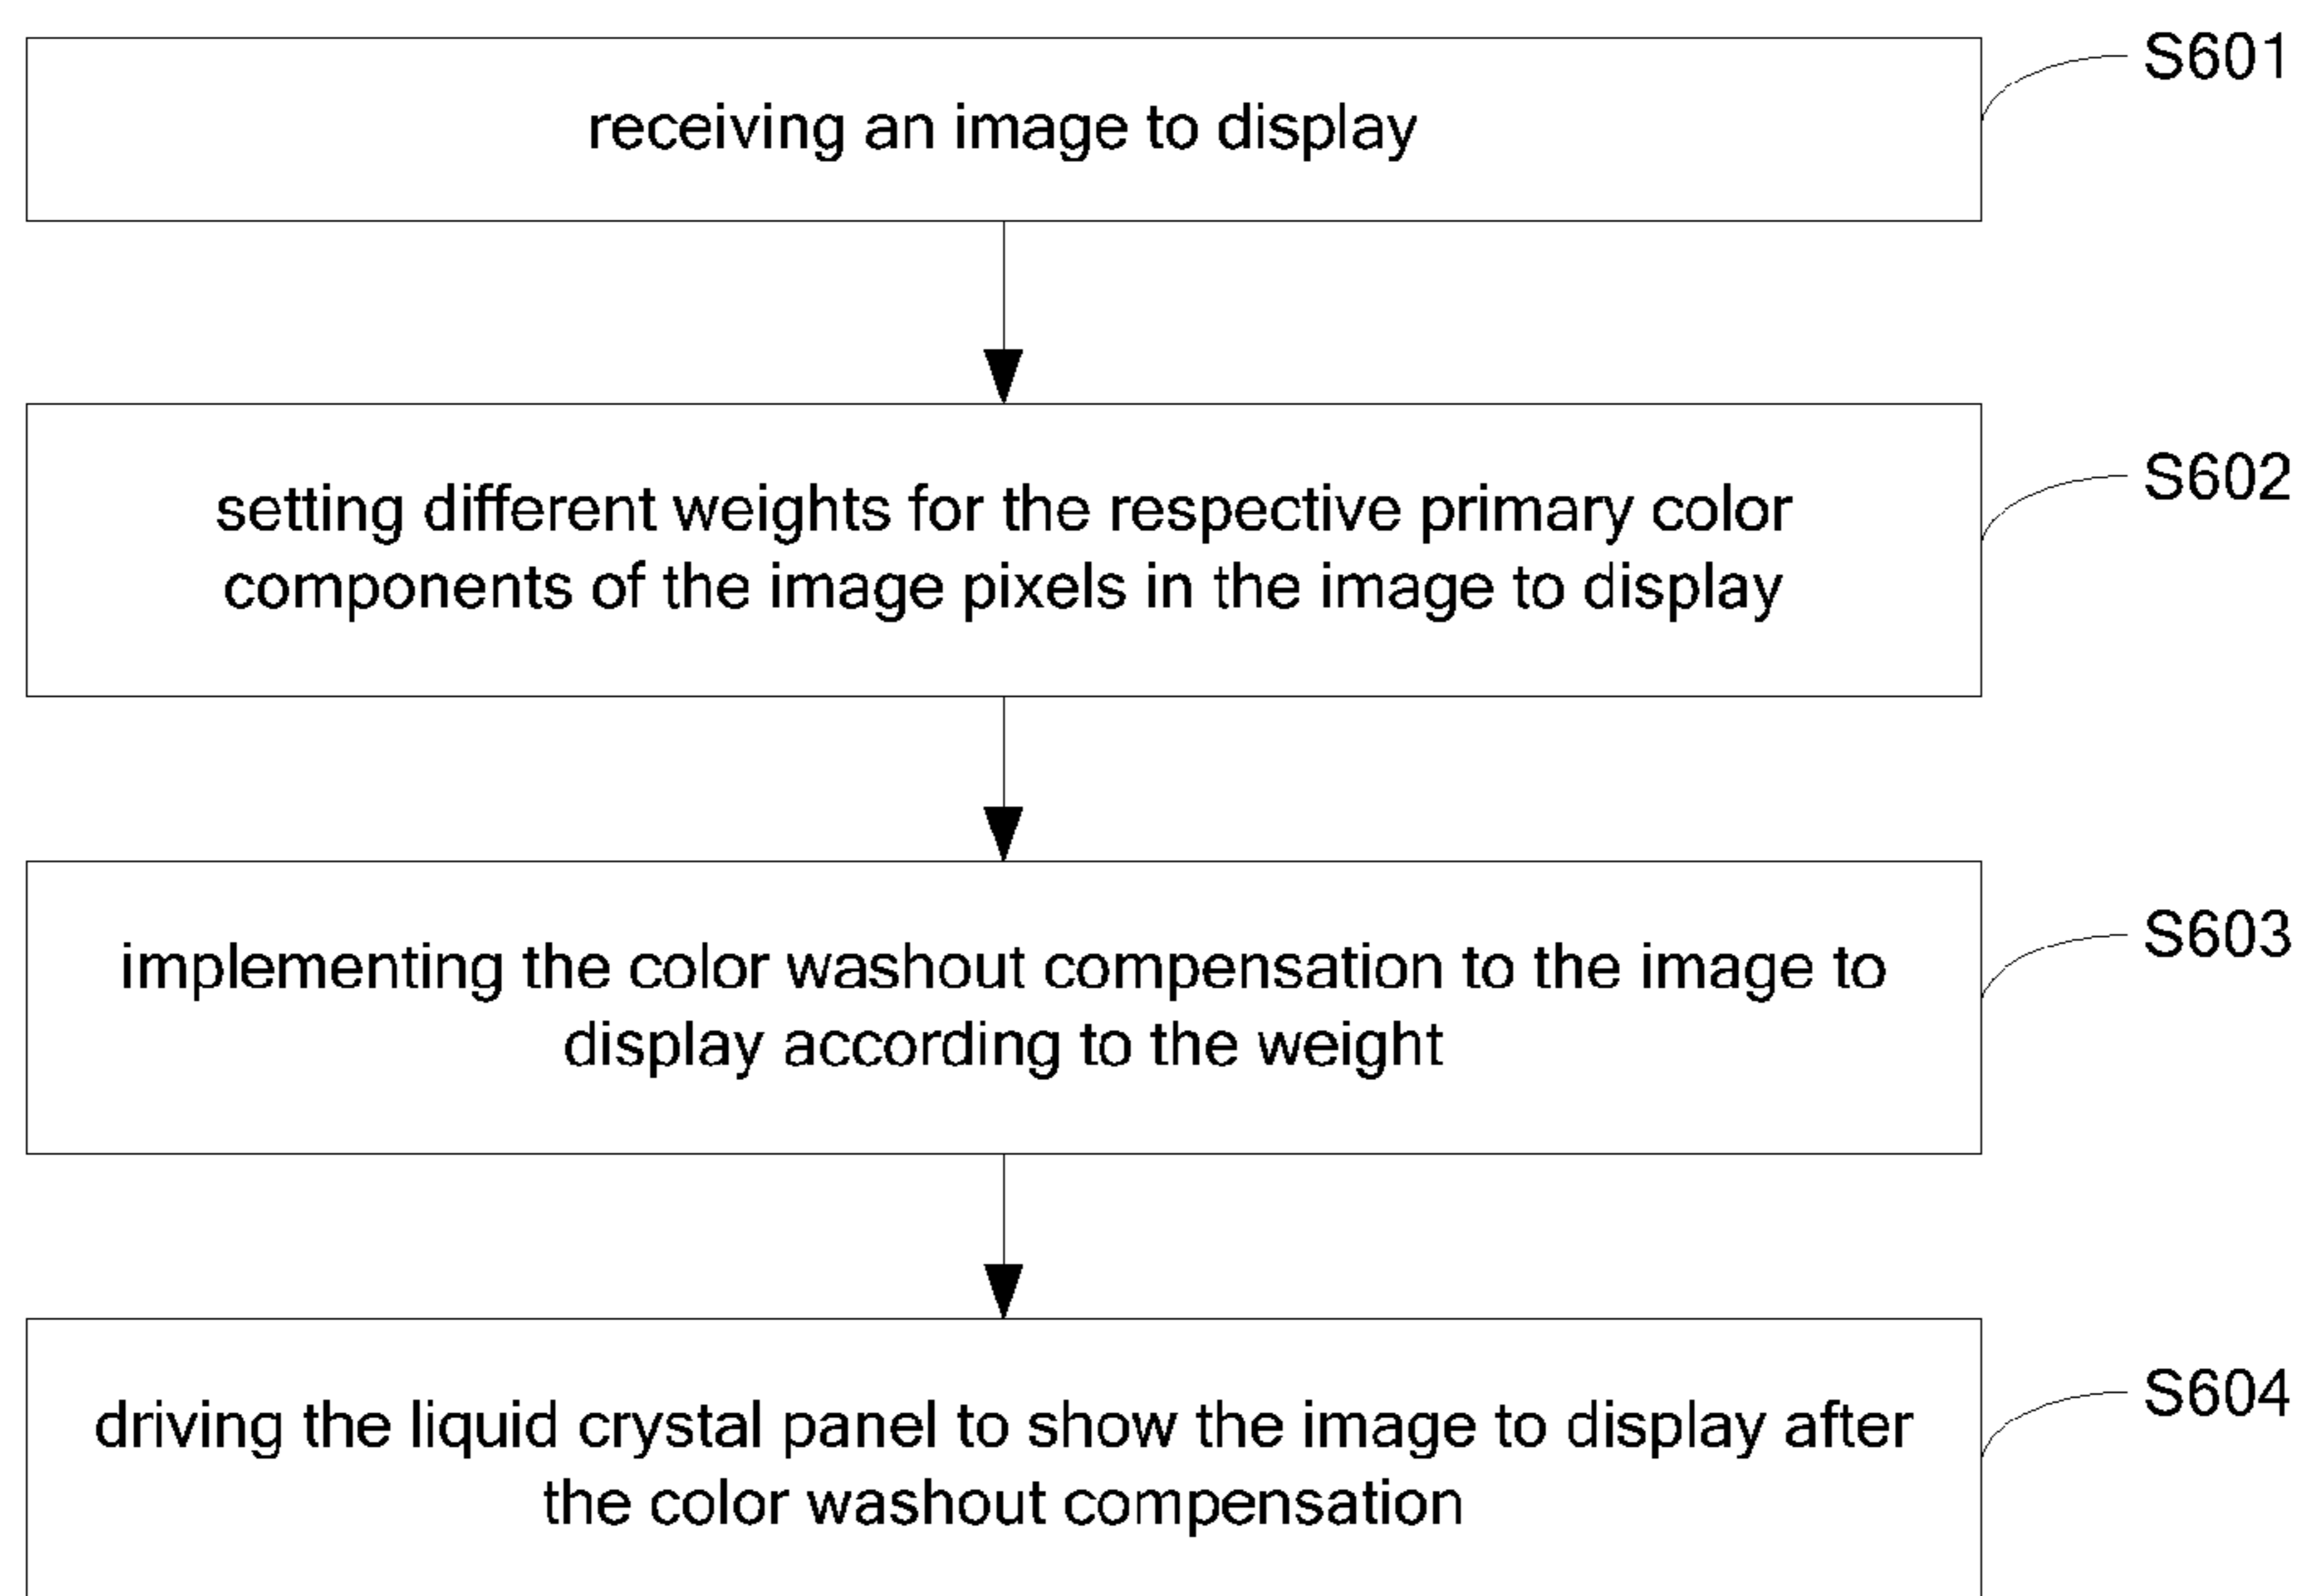 receiving an image to display
S601
setting different weights for the respective primary color
components of the image pixels in the image to display
S602
implementing the color washout compensation to the image to
display according to the weight
S603
driving the liquid crystal panel to show the image to display after
the color washout compensation
S604